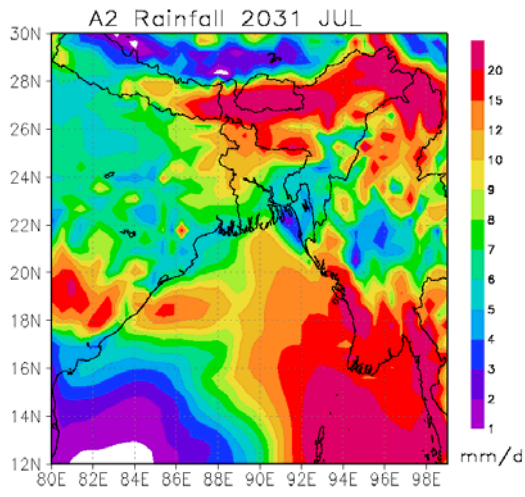 A2 Rainfall 2031 JUL
30N
28N
26N
24N
22N
20N
18N
16N
14N
12N
80E 82E 84E 86E 88E 90E 92E 94E 96E 98E
20
15
12
10
9
8
7
6
5
4
3
2
1
mm/d